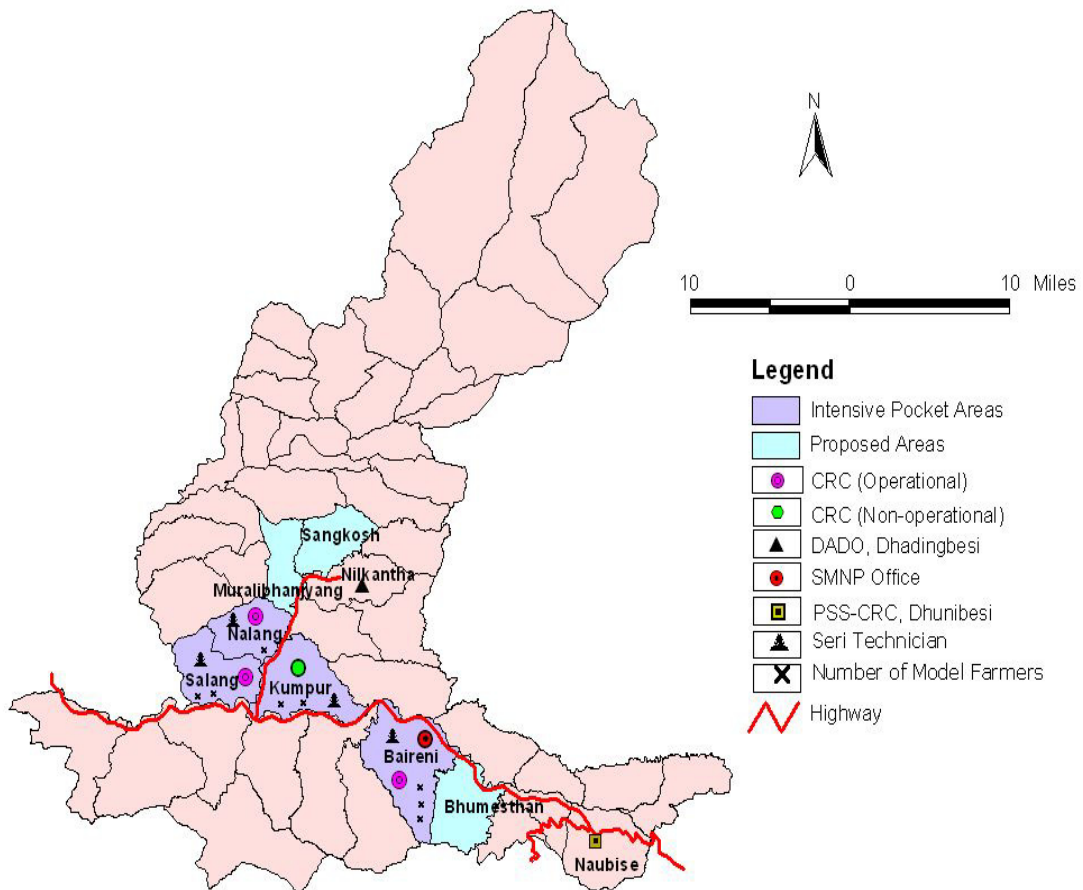 N
10 0 10 Miles
Legend
Intensive Pocket Areas
Proposed Areas
CRC (Operational)
CRC (Non-operational)
DADO, Dhadingbesi
SMNP Office
PSS-CRC, Dhunibesi
Seri Technician
Number of Model Farmers
Highway
Sangkosh
Nilkantha
Muralibhanjyang
Nalang
Salang
Kumpur
Baireni
Bhumesthan
Naubise